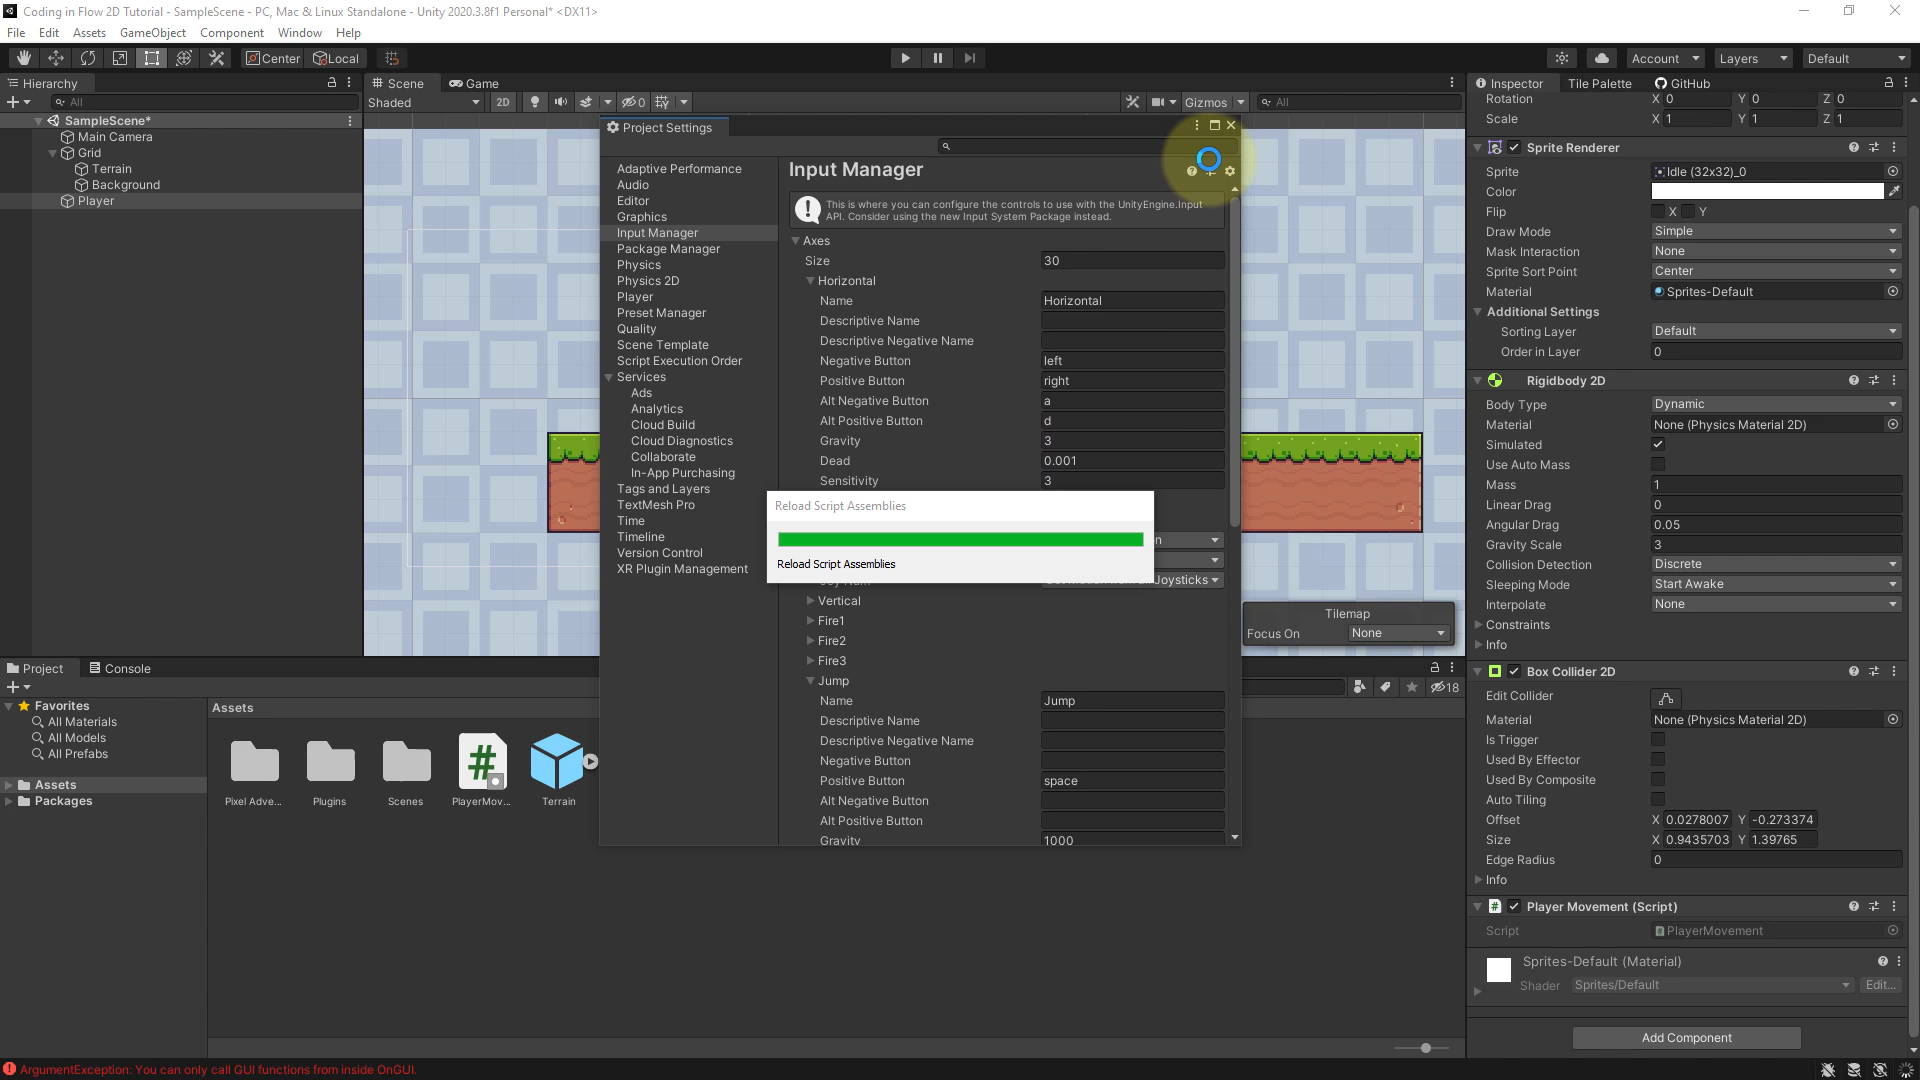 Coding in Flow 2D Tutorial - SampleScene - PC, Mac & Linux Standalone - Unity 2020.3.8f1 Personal* <DX11>
File Edit Assets GameObject Component Window Help
Center Local
Account Layers Default
Hierarchy
All
SampleScene*
Main Camera
Grid
Terrain
Background
Player
Scene Game
Shaded 2D 0 Gizmos All
Project Settings
Adaptive Performance
Audio
Editor
Graphics
Input Manager
Package Manager
Physics
Physics 2D
Player
Preset Manager
Quality
Scene Template
Script Execution Order
Services
Ads
Analytics
Cloud Build
Cloud Diagnostics
Collaborate
In-App Purchasing
Tags and Layers
TextMesh Pro
Time
Timeline
Version Control
XR Plugin Management
Input Manager
This is where you can configure the controls to use with the UnityEngine.Input
API. Consider using the new Input System Package instead.
Axes
Size 30
Horizontal
Name Horizontal
Descriptive Name
Descriptive Negative Name
Negative Button left
Positive Button right
Alt Negative Button a
Alt Positive Button d
Gravity 3
Dead 0.001
Sensitivity 3
Reload Script Assemblies
Reload Script Assemblies
Joysticks
Vertical
Fire1
Fire2
Fire3
Jump
Name Jump
Descriptive Name
Descriptive Negative Name
Negative Button
Positive Button space
Alt Negative Button
Alt Positive Button
Gravity 1000
Tilemap
Focus On None
Project Console
18
Favorites
All Materials
All Models
All Prefabs
Assets
Packages
Assets
Pixel Adve... Plugins Scenes PlayerMov... Terrain
Inspector Tile Palette GitHub
Rotation X 0 Y 0 Z 0
Scale X 1 Y 1 Z 1
Sprite Renderer
Sprite Idle (32x32)_0
Color
Flip X Y
Draw Mode Simple
Mask Interaction None
Sprite Sort Point Center
Material Sprites-Default
Additional Settings
Sorting Layer Default
Order in Layer 0
Rigidbody 2D
Body Type Dynamic
Material None (Physics Material 2D)
Simulated
Use Auto Mass
Mass 1
Linear Drag 0
Angular Drag 0.05
Gravity Scale 3
Collision Detection Discrete
Sleeping Mode Start Awake
Interpolate None
Constraints
Info
Box Collider 2D
Edit Collider
Material None (Physics Material 2D)
Is Trigger
Used By Effector
Used By Composite
Auto Tiling
Offset X 0.0278007 Y -0.273374
Size X 0.9435703 Y 1.39765
Edge Radius 0
Info
Player Movement (Script)
Script PlayerMovement
Sprites-Default (Material)
Shader Sprites/Default Edit...
Add Component
ArgumentException: You can only call GUI functions from inside OnGUI.